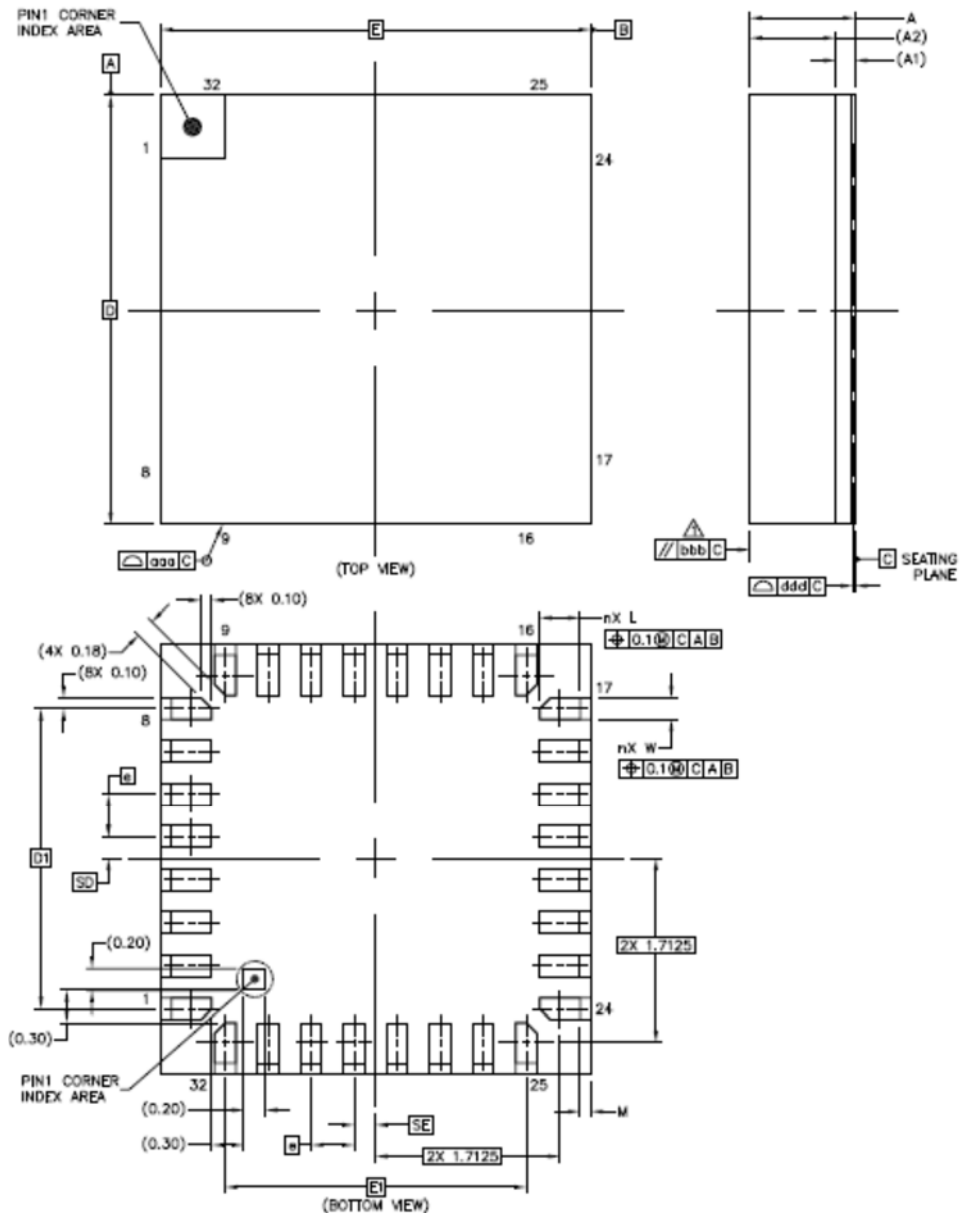 PIN1 CORNER
INDEX AREA
E
B
A
(A2)
(A1)
A
32
25
1
24
D
8
17
9
16
aaa C
(TOP VIEW)
1
// bbb C
C SEATING
PLANE
ddd C
(8X 0.10)
9
16
nX L
0.1 Ⓜ C A B
(4X 0.18)
(8X 0.10)
17
8
nX W
0.1 Ⓜ C A B
e
D1
SD
(0.20)
2X 1.7125
1
24
(0.30)
PIN1 CORNER
INDEX AREA
32
25
(0.20)
SE
M
(0.30)
e
2X 1.7125
E1
(BOTTOM VIEW)